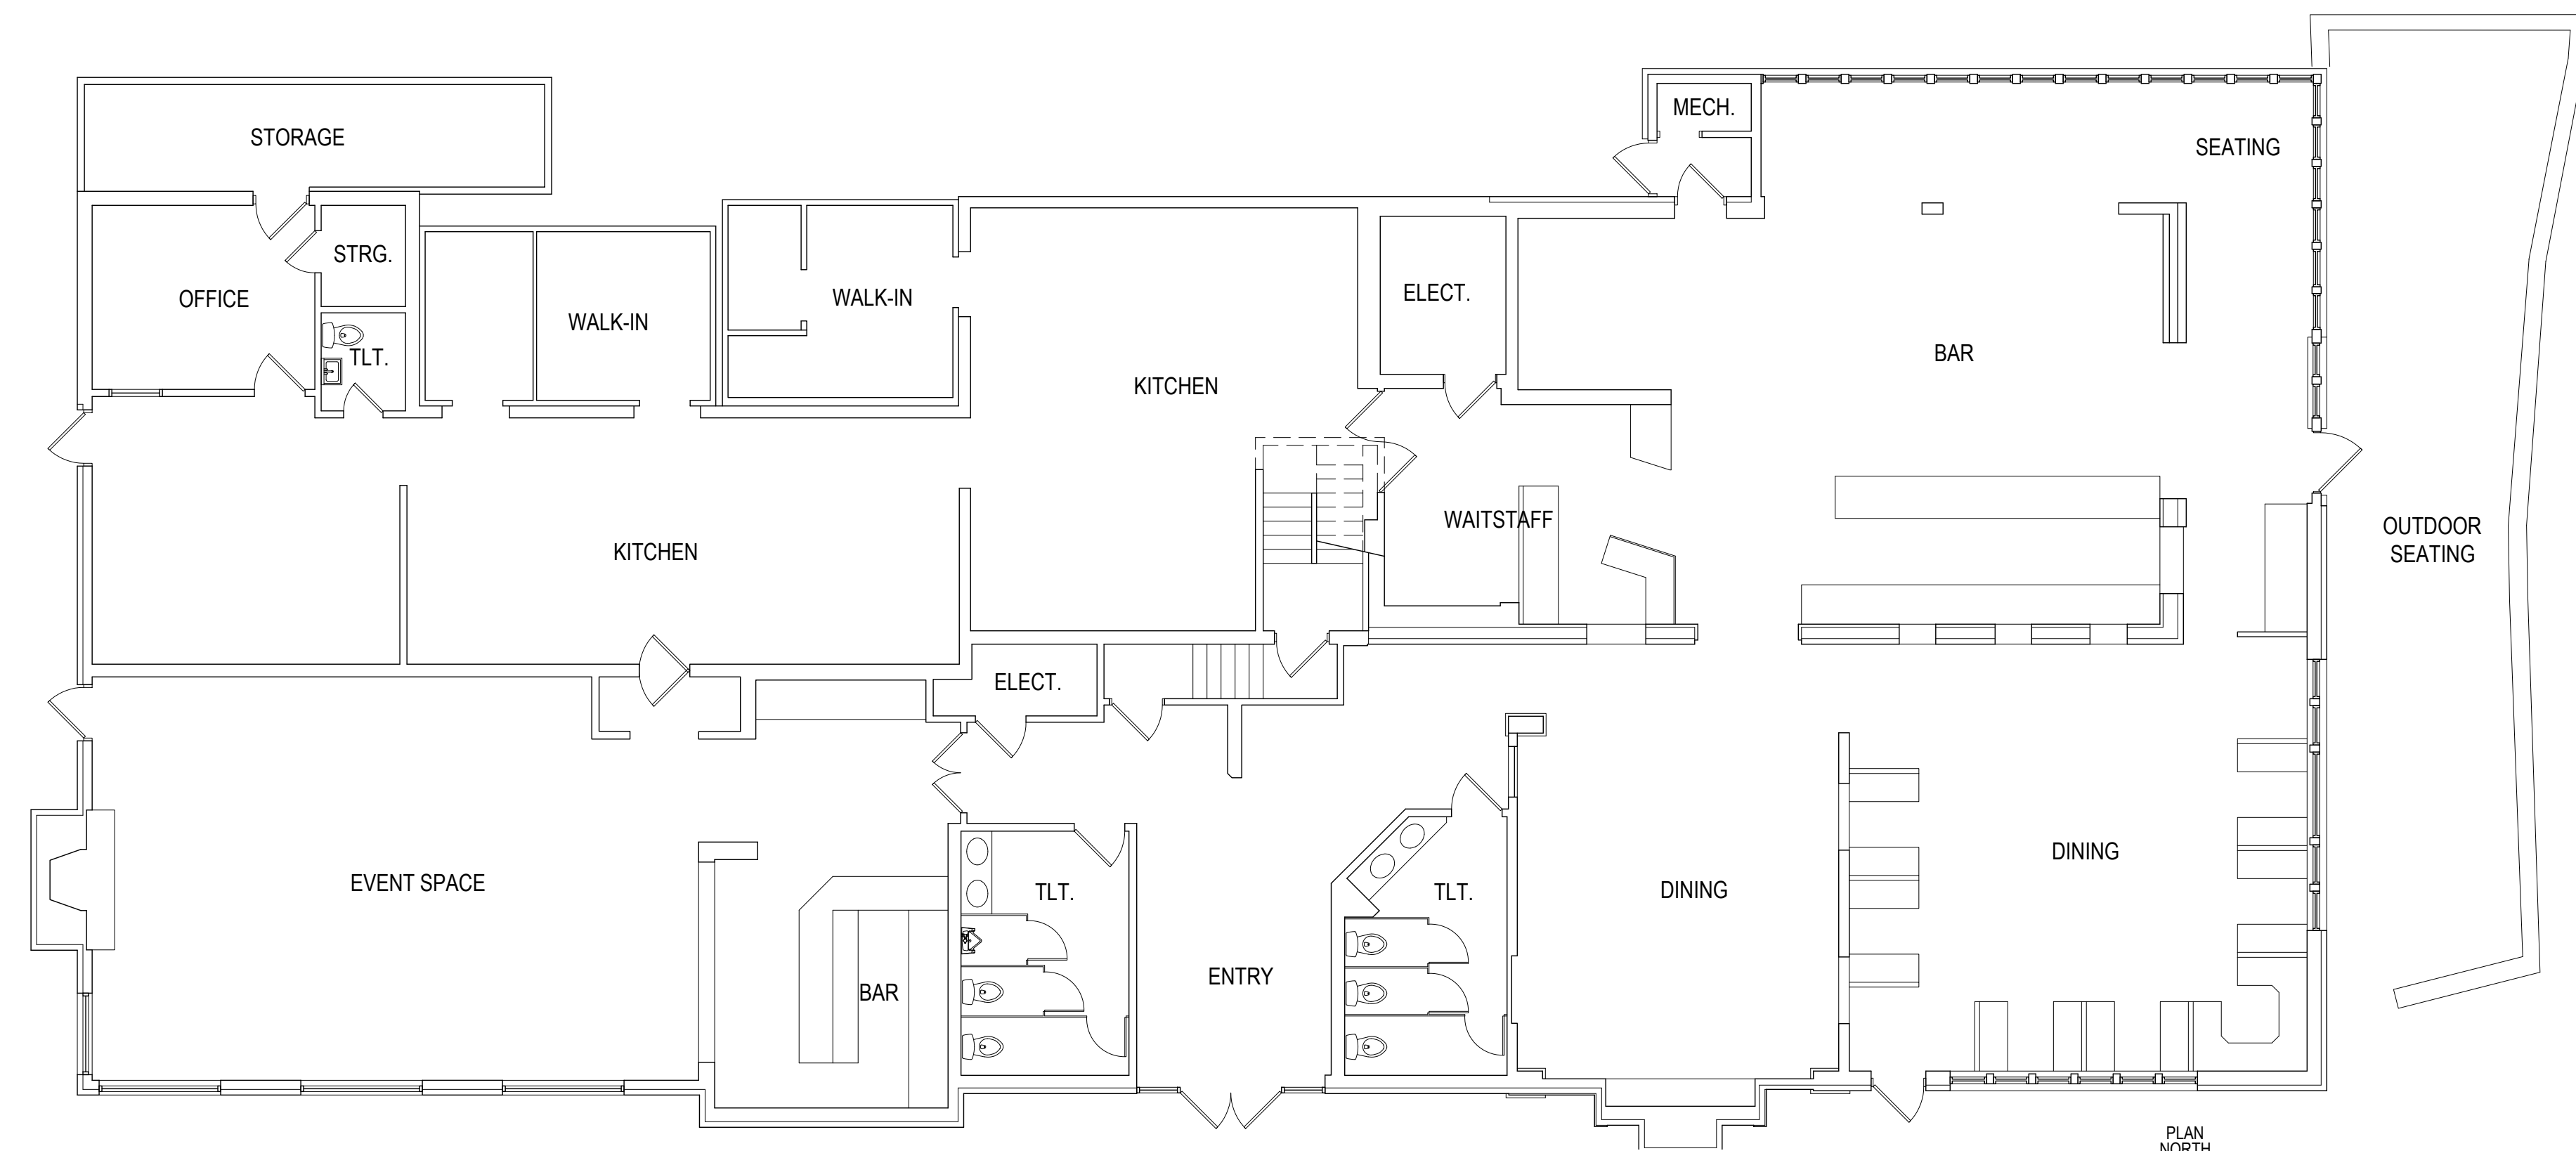 MECH.
STORAGE
SEATING
STRG.
ELECT.
WALK-IN
OFFICE
WALK-IN
BAR
TLT.
KITCHEN
WAITSTAFF
OUTDOOR
SEATING
KITCHEN
ELECT.
DINING
EVENT SPACE
DINING
TLT.
TLT.
ENTRY
BAR
PLAN
NORTH